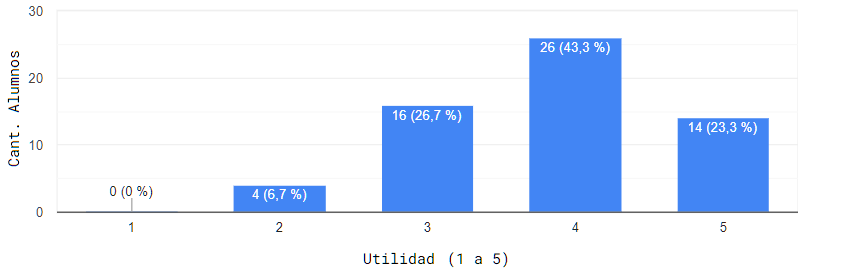 30
20
10
0
Cant. Alumnos
0 (0 %)
4 (6,7 %)
16 (26,7 %)
26 (43,3 %)
14 (23,3 %)
1
2
3
4
5
Utilidad (1 a 5)